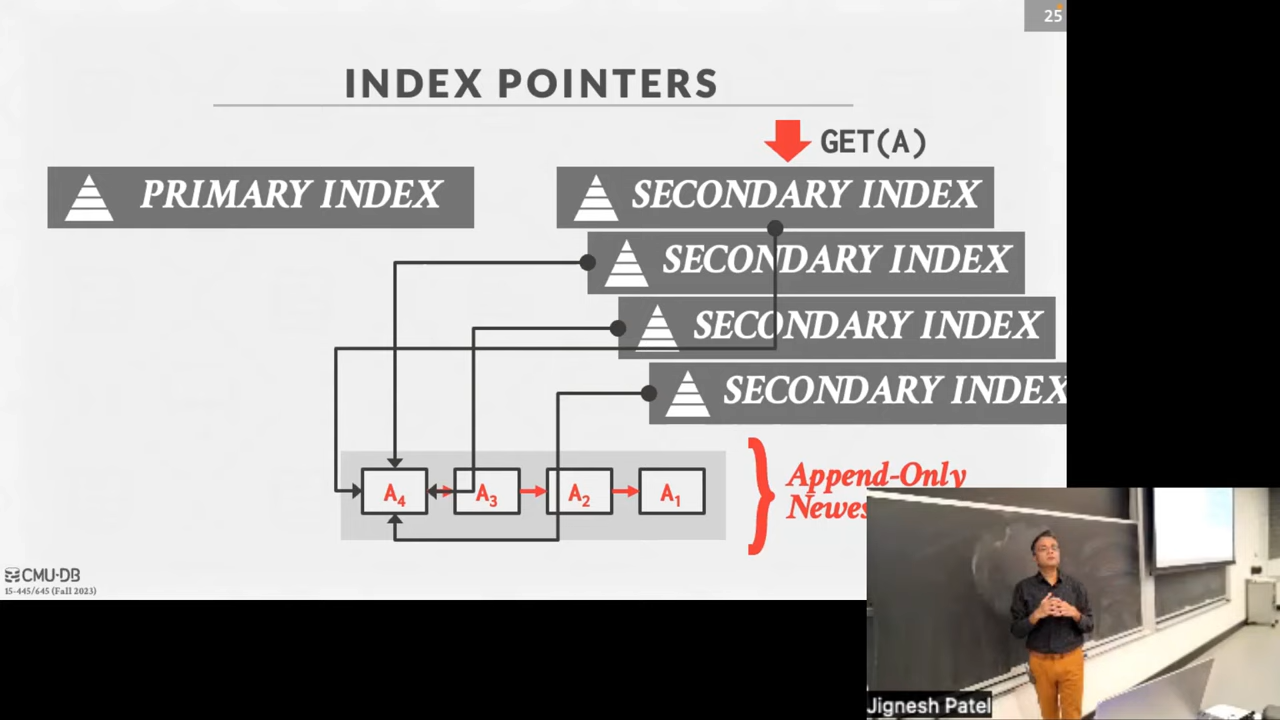 25
INDEX POINTERS
GET(A)
PRIMARY INDEX
SECONDARY INDEX
SECONDARY INDEX
SECONDARY INDEX
SECONDARY INDEX
A4 A3 A2 A1
Append-Only
CMU·DB
15-445/645 (Fall 2023)
Jignesh Patel